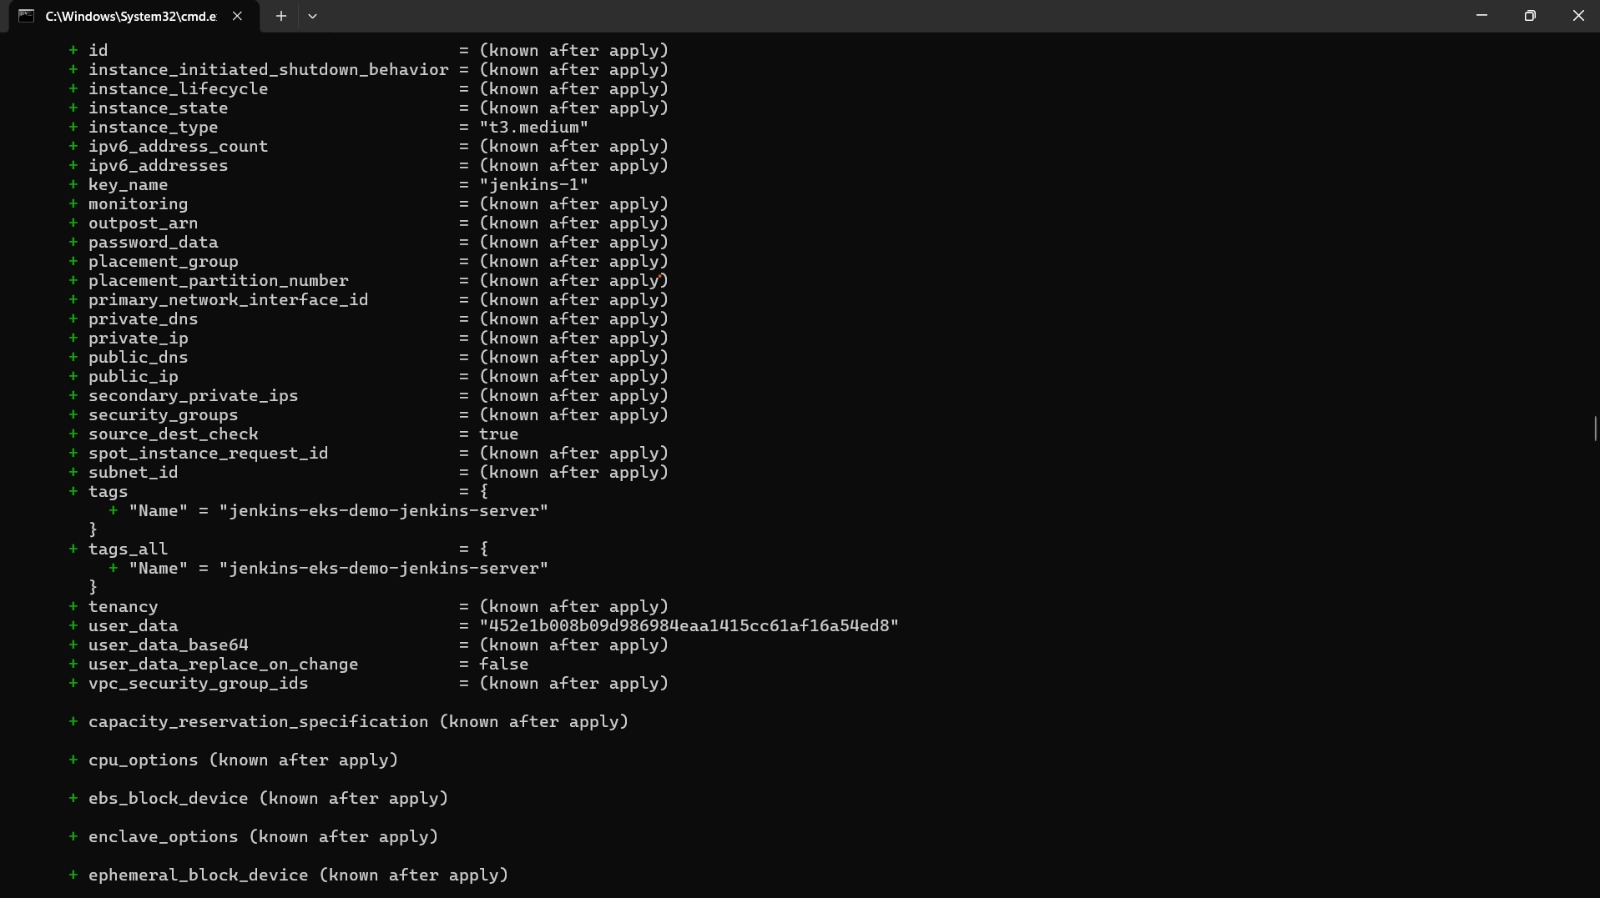 C:\Windows\System32\cmd.e
+ id                                   = (known after apply)
+ instance_initiated_shutdown_behavior = (known after apply)
+ instance_lifecycle                   = (known after apply)
+ instance_state                       = (known after apply)
+ instance_type                        = "t3.medium"
+ ipv6_address_count                   = (known after apply)
+ ipv6_addresses                       = (known after apply)
+ key_name                             = "jenkins-1"
+ monitoring                           = (known after apply)
+ outpost_arn                          = (known after apply)
+ password_data                        = (known after apply)
+ placement_group                      = (known after apply)
+ placement_partition_number           = (known after apply)
+ primary_network_interface_id         = (known after apply)
+ private_dns                          = (known after apply)
+ private_ip                           = (known after apply)
+ public_dns                           = (known after apply)
+ public_ip                            = (known after apply)
+ secondary_private_ips                = (known after apply)
+ security_groups                      = (known after apply)
+ source_dest_check                    = true
+ spot_instance_request_id             = (known after apply)
+ subnet_id                            = (known after apply)
+ tags                                 = {
    + "Name" = "jenkins-eks-demo-jenkins-server"
  }
+ tags_all                             = {
    + "Name" = "jenkins-eks-demo-jenkins-server"
  }
+ tenancy                              = (known after apply)
+ user_data                            = "452e1b008b09d986984eaa1415cc61af16a54ed8"
+ user_data_base64                     = (known after apply)
+ user_data_replace_on_change          = false
+ vpc_security_group_ids               = (known after apply)
+ capacity_reservation_specification (known after apply)
+ cpu_options (known after apply)
+ ebs_block_device (known after apply)
+ enclave_options (known after apply)
+ ephemeral_block_device (known after apply)